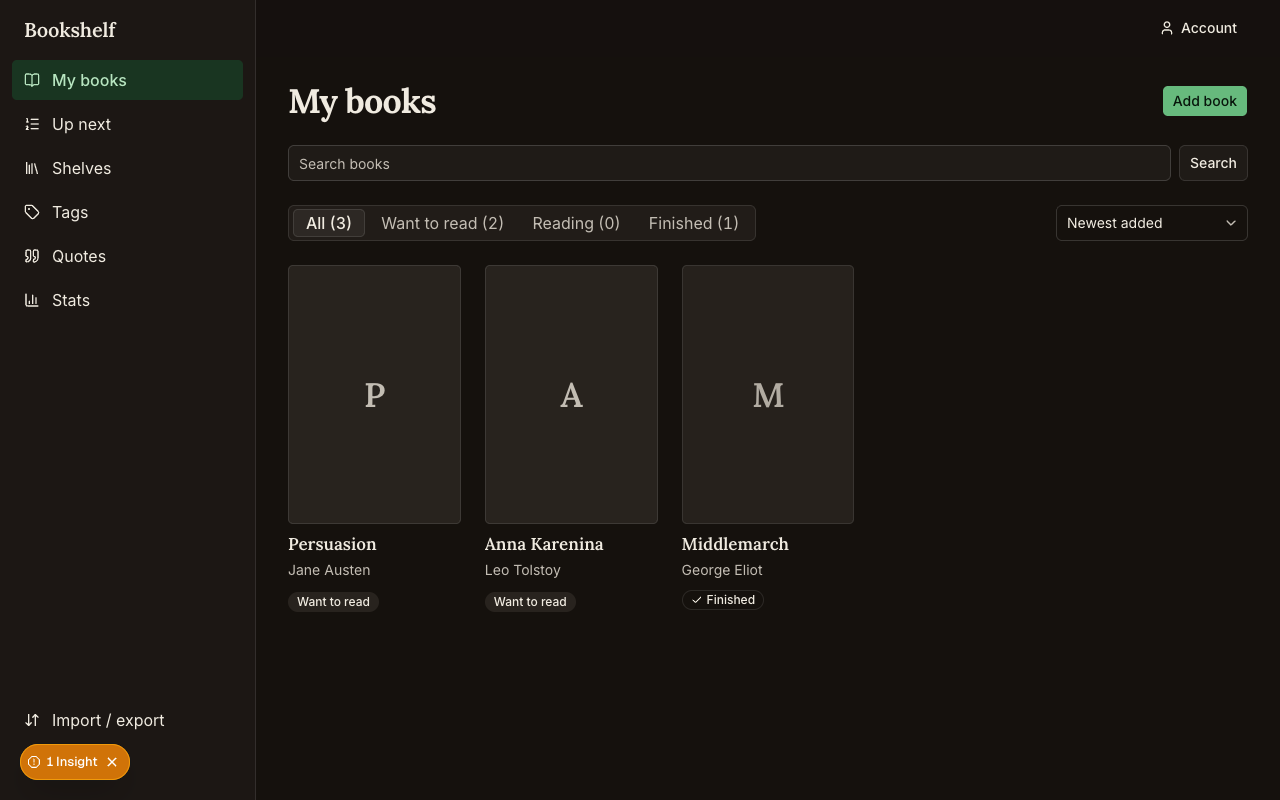 Bookshelf
Account
My books
Up next
Shelves
Tags
Quotes
Stats
Import / export
1 Insight
My books
Add book
Search books
Search
All (3)
Want to read (2)
Reading (0)
Finished (1)
Newest added
P
A
M
Persuasion
Jane Austen
Want to read
Anna Karenina
Leo Tolstoy
Want to read
Middlemarch
George Eliot
Finished